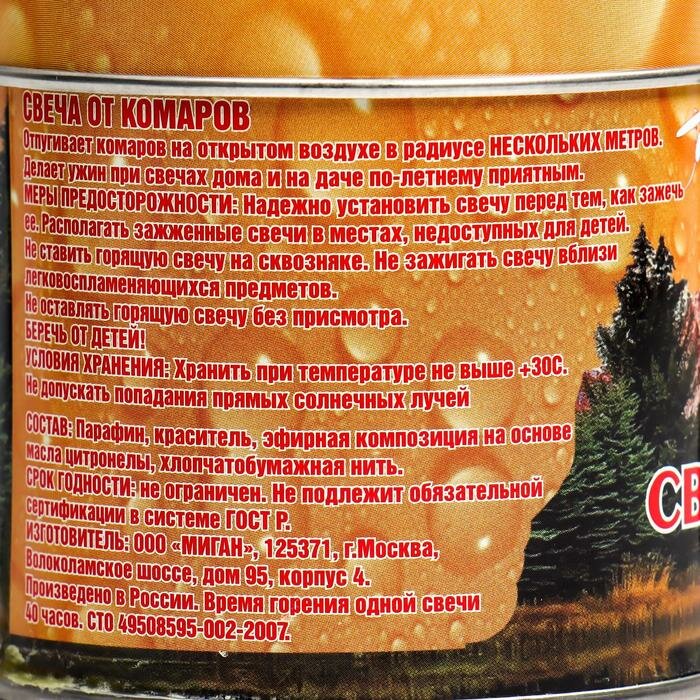 СВЕЧА ОТ КОМАРОВ
Отпугивает комаров на открытом воздухе в радиусе НЕСКОЛЬКИХ МЕТРОВ.
Делает ужин при свечах дома и на даче по-летнему приятным.
МЕРЫ ПРЕДОСТОРОЖНОСТИ: Надежно установить свечу перед тем, как зажечь
ее. Располагать зажженные свечи в местах, недоступных для детей.
Не ставить горящую свечу на сквозняке. Не зажигать свечу вблизи
легковоспламеняющихся предметов.
Не оставлять горящую свечу без присмотра.
БЕРЕЧЬ ОТ ДЕТЕЙ!
УСЛОВИЯ ХРАНЕНИЯ: Хранить при температуре не выше +30С.
Не допускать попадания прямых солнечных лучей
СОСТАВ: Парафин, краситель, эфирная композиция на основе
масла цитронелы, хлопчатобумажная нить.
СРОК ГОДНОСТИ: не ограничен. Не подлежит обязательной
сертификации в системе ГОСТ Р.
ИЗГОТОВИТЕЛЬ: ООО «МИГАН», 125371, г.Москва,
Волоколамское шоссе, дом 95, корпус 4.
Произведено в России. Время горения одной свечи
40 часов. СТО 49508595-002-2007.
СВ